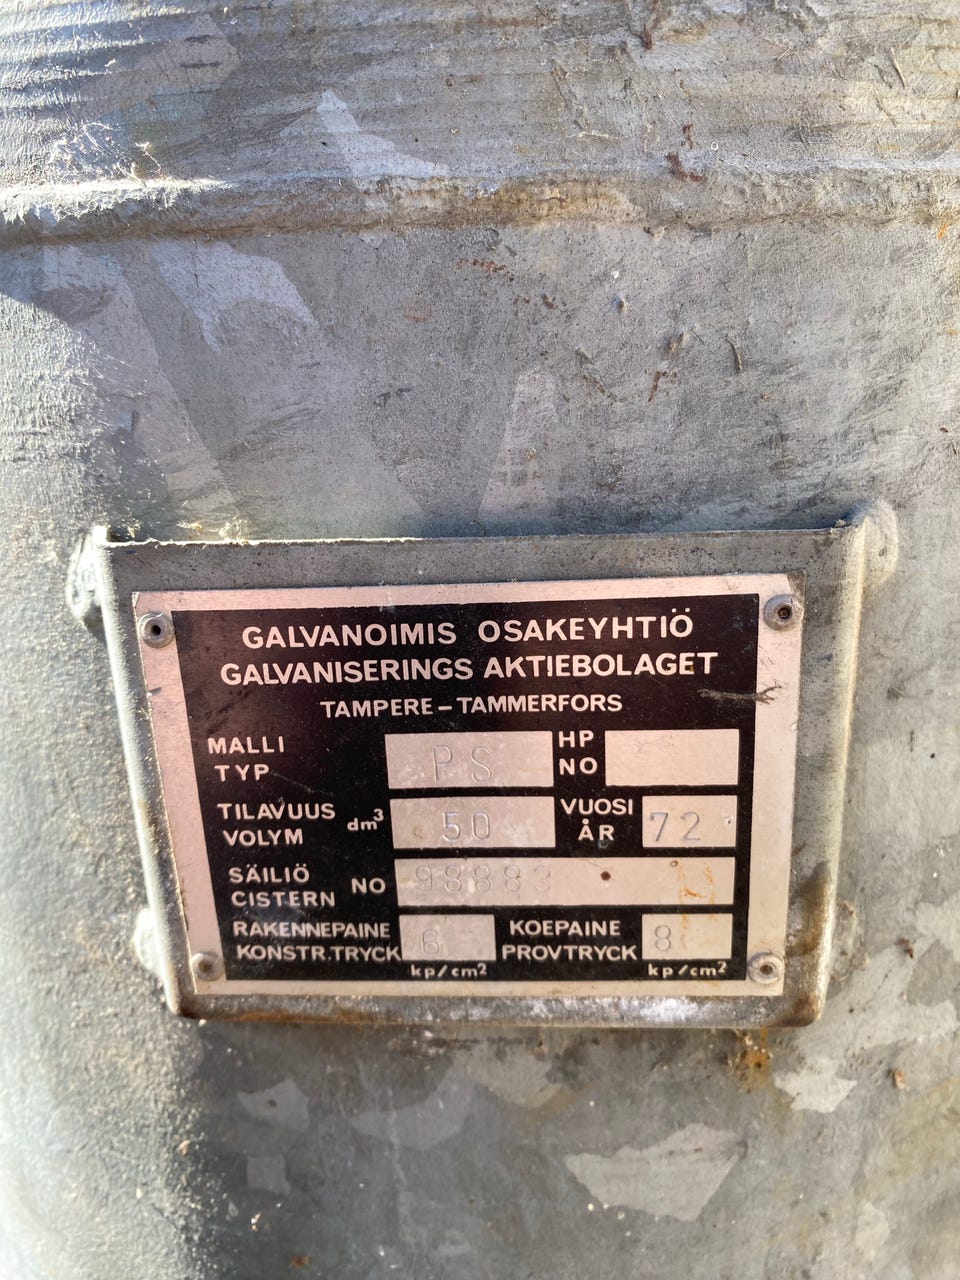 GALVANOIMIS OSAKEYHTIÖ
GALVANISERINGS AKTIEBOLAGET
TAMPERE – TAMMERFORS
MALLI PS HP
TYP NO
TILAVUUS dm³ 50 VUOSI 72
VOLYM ÅR
SÄILIÖ NO 98883
CISTERN
RAKENNEPAINE 6 KOEPAINE 8
KONSTR.TRYCK PROVTRYCK
kp/cm² kp/cm²